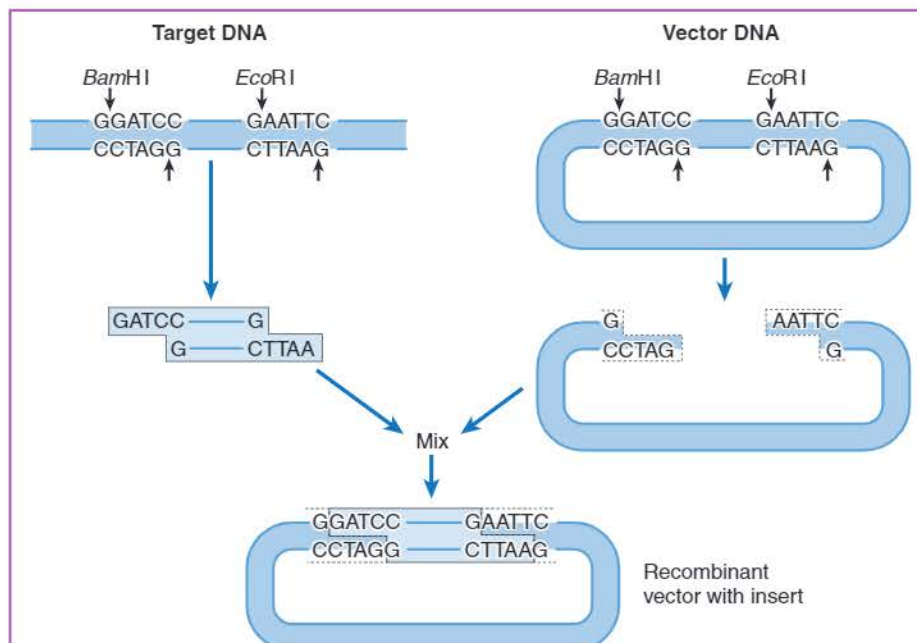 Target DNA
Vector DNA
BamHI
EcoRI
BamHI
EcoRI
GGATCC
GAATTC
GGATCC
GAATTC
CCTAGG
CTTAAG
CCTAGG
CTTAAG
GATCC
G
G
AATTC
G
CTTAA
CCTAG
G
Mix
GGATCC
GAATTC
CCTAGG
CTTAAG
Recombinant
vector with insert